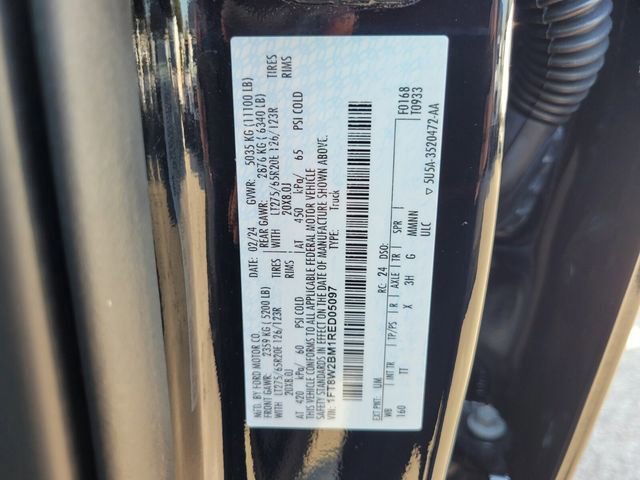 MFD. BY FORD MOTOR CO.
DATE: 02/24 GVWR: 5035 KG (11100 LB)
FRONT GAWR: 2359 KG (5200 LB) REAR GAWR: 2876 KG (6340 LB)
LT275/65R20E 126/123R TIRES WITH LT275/65R20E 126/123R TIRES
20X8.0J RIMS 20X8.0J RIMS
AT 420 kPa/ 60 PSI COLD AT 450 kPa/ 65 PSI COLD
THIS VEHICLE CONFORMS TO ALL APPLICABLE FEDERAL MOTOR VEHICLE
SAFETY STANDARDS IN EFFECT ON THE DATE OF MANUFACTURE SHOWN ABOVE.
VIN: 1FT8W2BM1RED05097 TYPE: Truck
F0168
T0933
EXT PNT: UM RC: 24 DSO:
WB INT TR TP/PS R AXLE TR SPR
160 TT X 3H G MMMMN
ULC
5U5A-3520472-AA